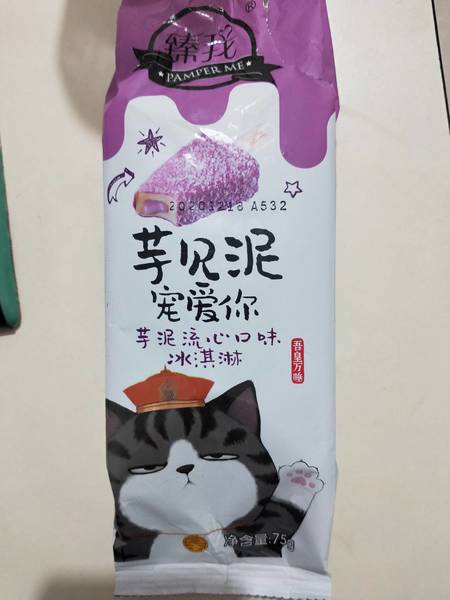 ®
臻我
PAMPER ME
20201218 A532
芋见泥
宠爱你
芋泥流心口味
冰淇淋
吾皇万睡
净含量:75g